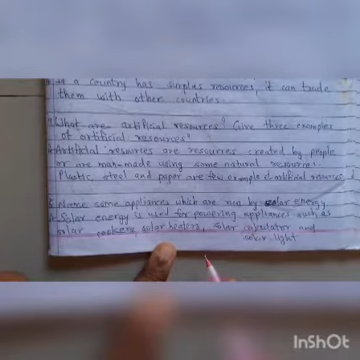 a country has surplus resources, it can trade
them with other countries.
What are artificial resources? Give three examples
of artificial resources?
Artificial resources are resources created by people
or are man-made using some natural resources.
Plastic, steel and paper are few example of artificial resources
Name some appliances which are run by solar energy
Solar energy is used for powering appliances such as
solar cookers, solar heaters, solar calculator and
solar light
InShOt